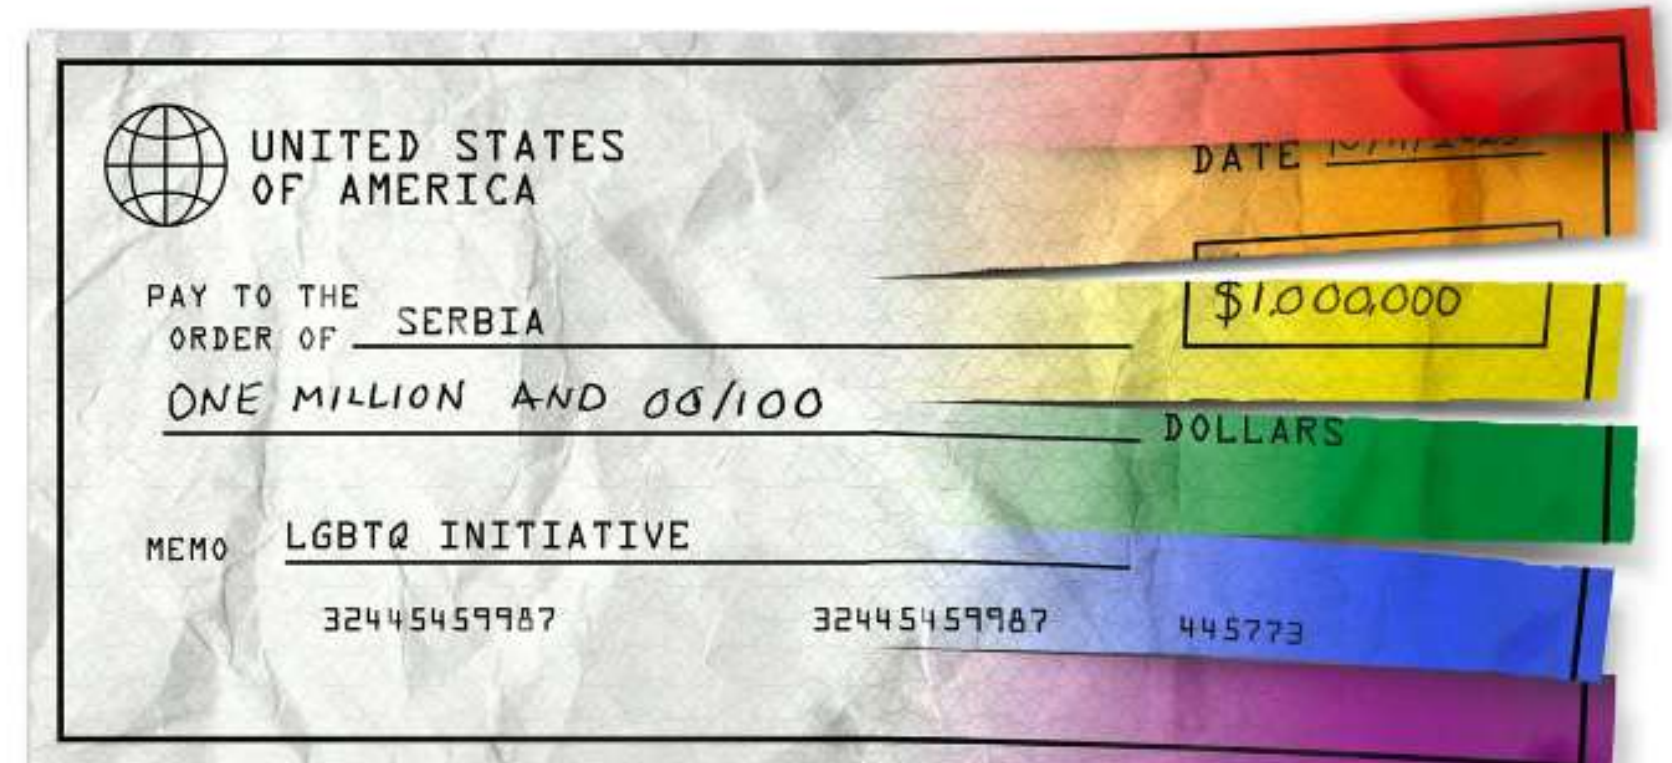 UNITED STATES
OF AMERICA
DATE
PAY TO THE
ORDER OF SERBIA
$1,000,000
ONE MILLION AND 00/100
DOLLARS
MEMO LGBTQ INITIATIVE
32445459987 32445459987 445773